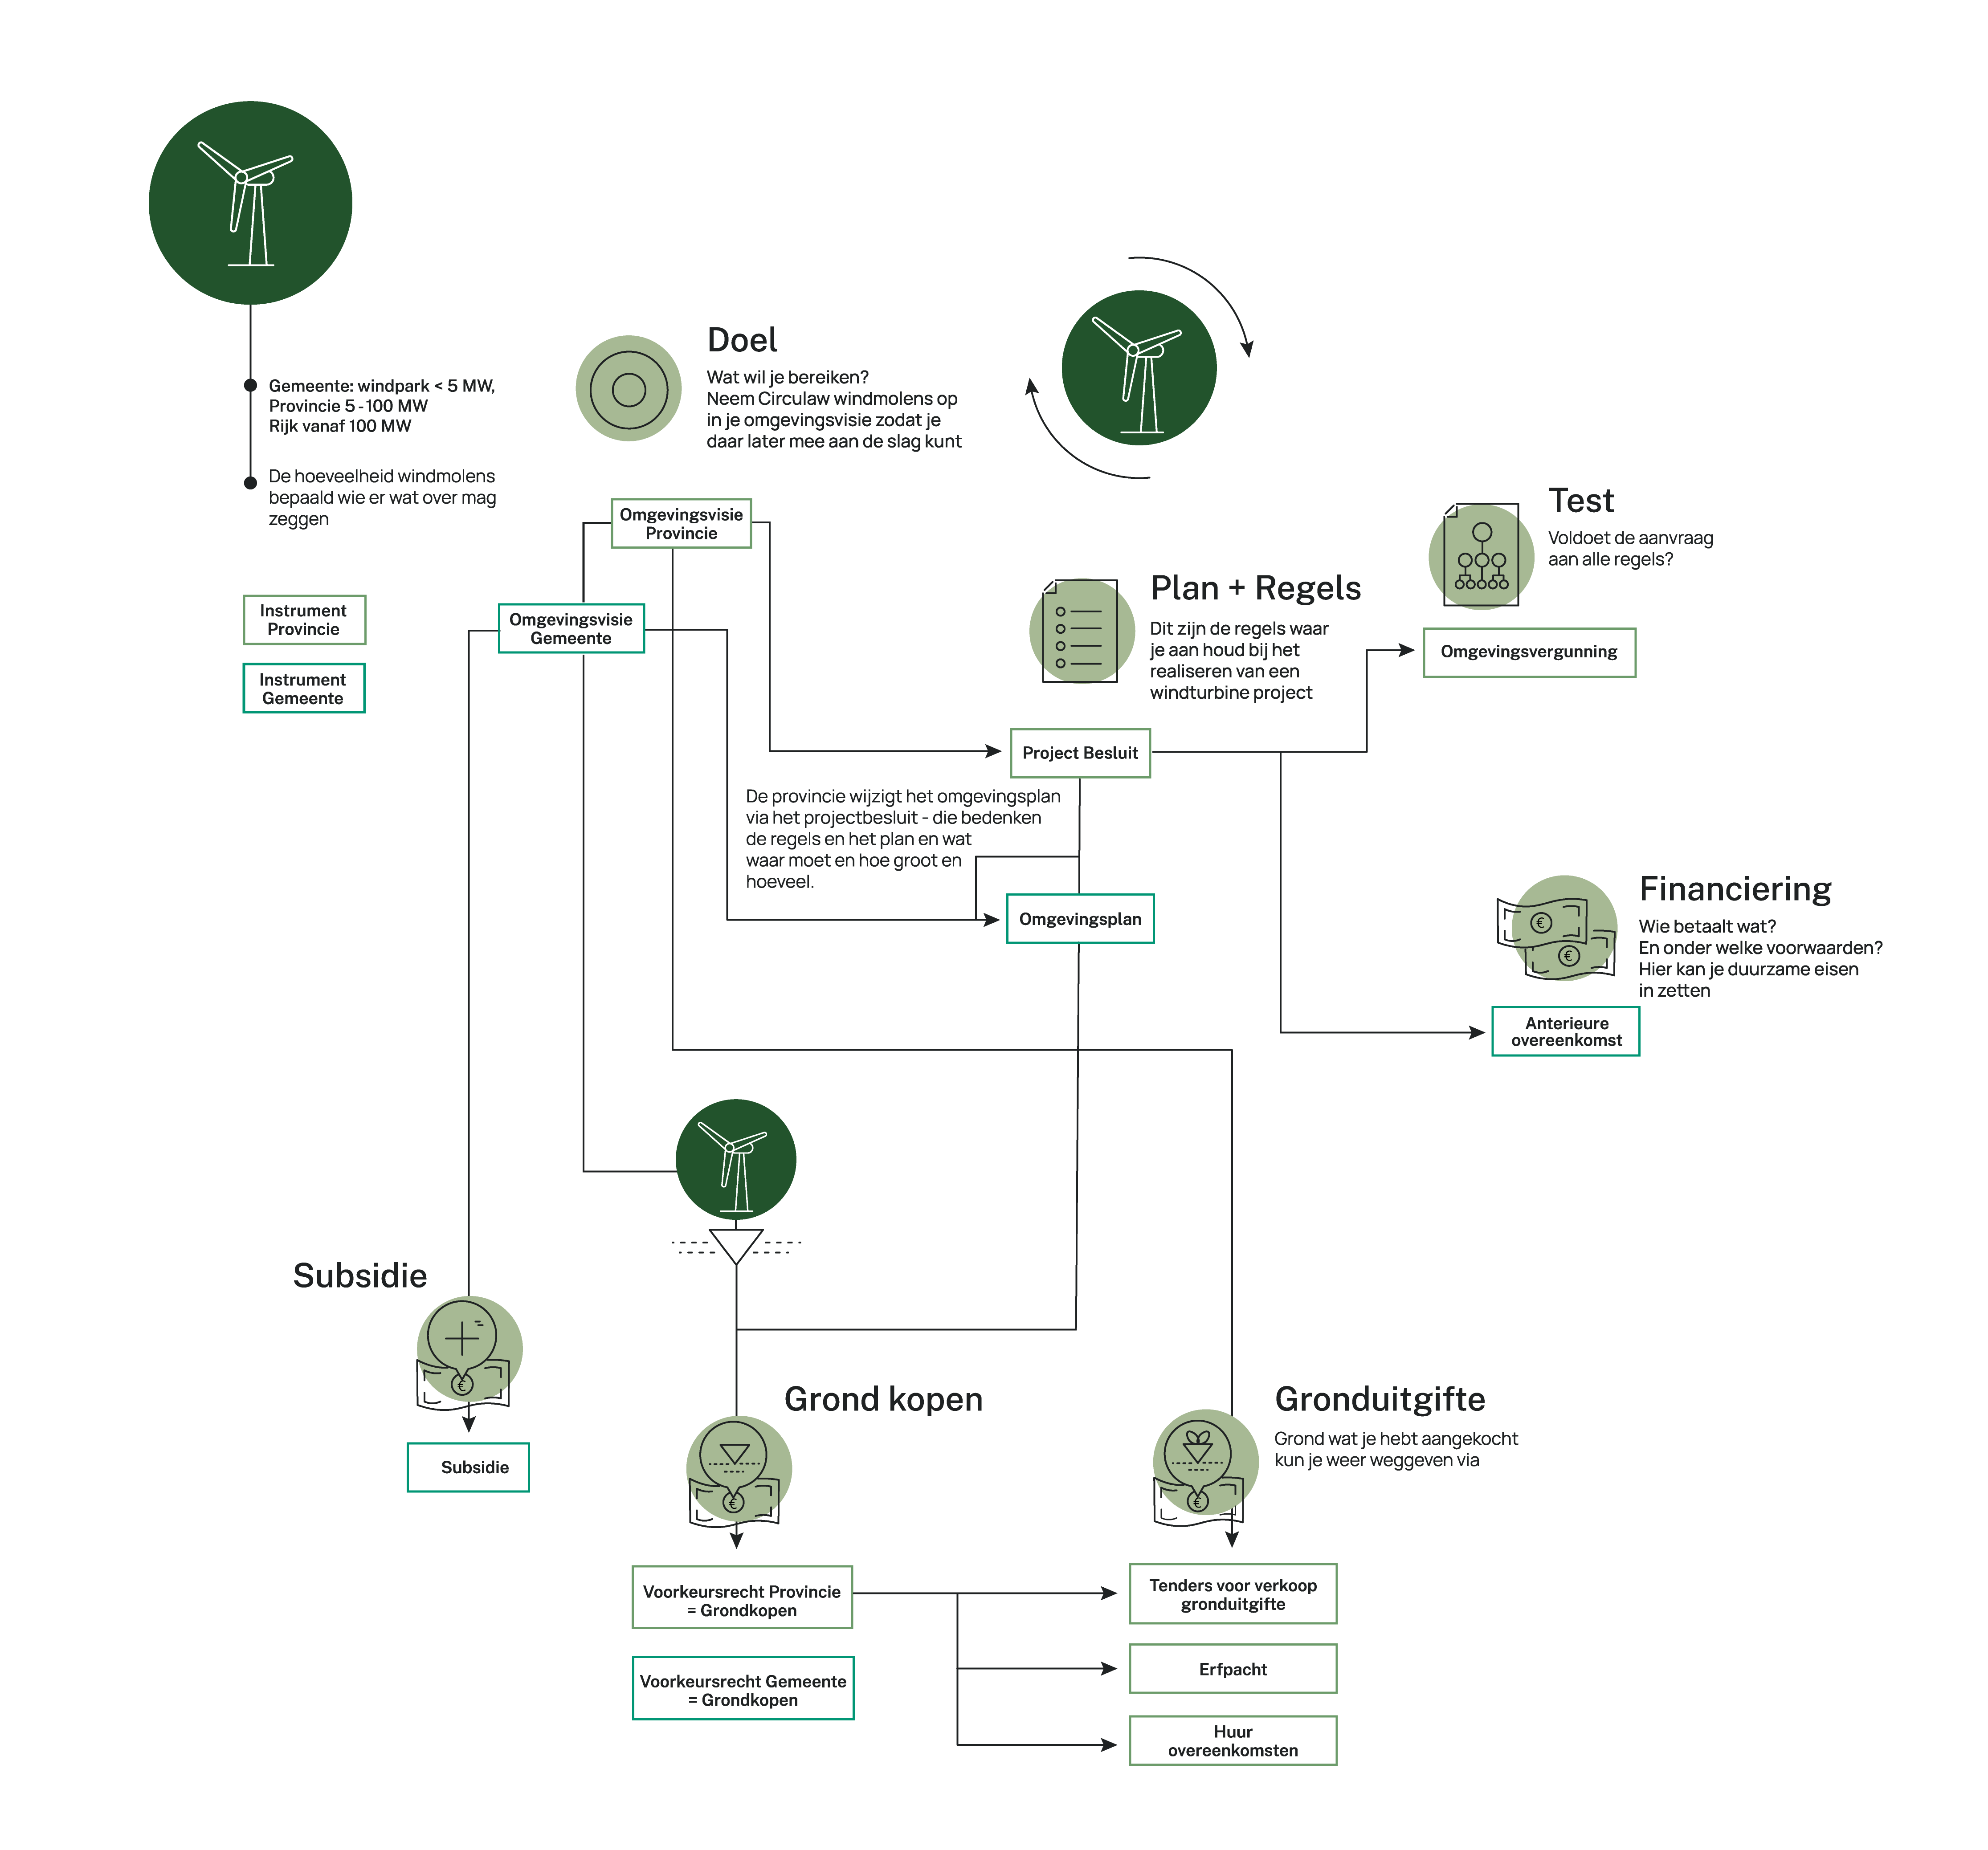 Gemeente: windpark < 5 MW,
Provincie 5 - 100 MW
Rijk vanaf 100 MW
De hoeveelheid windmolens
bepaald wie er wat over mag
zeggen
Instrument
Provincie
Instrument
Gemeente
Doel
Wat wil je bereiken?
Neem Circulaw windmolens op
in je omgevingsvisie zodat je
daar later mee aan de slag kunt
Omgevingsvisie
Provincie
Omgevingsvisie
Gemeente
Plan + Regels
Dit zijn de regels waar
je aan houd bij het
realiseren van een
windturbine project
Test
Voldoet de aanvraag
aan alle regels?
Omgevingsvergunning
Project Besluit
De provincie wijzigt het omgevingsplan
via het projectbesluit - die bedenken
de regels en het plan en wat
waar moet en hoe groot en
hoeveel.
Omgevingsplan
Financiering
Wie betaalt wat?
En onder welke voorwaarden?
Hier kan je duurzame eisen
in zetten
€
€
Anterieure
overeenkomst
Subsidie
€
Subsidie
Grond kopen
€
Gronduitgifte
Grond wat je hebt aangekocht
kun je weer weggeven via
€
Voorkeursrecht Provincie
= Grondkopen
Voorkeursrecht Gemeente
= Grondkopen
Tenders voor verkoop
gronduitgifte
Erfpacht
Huur
overeenkomsten